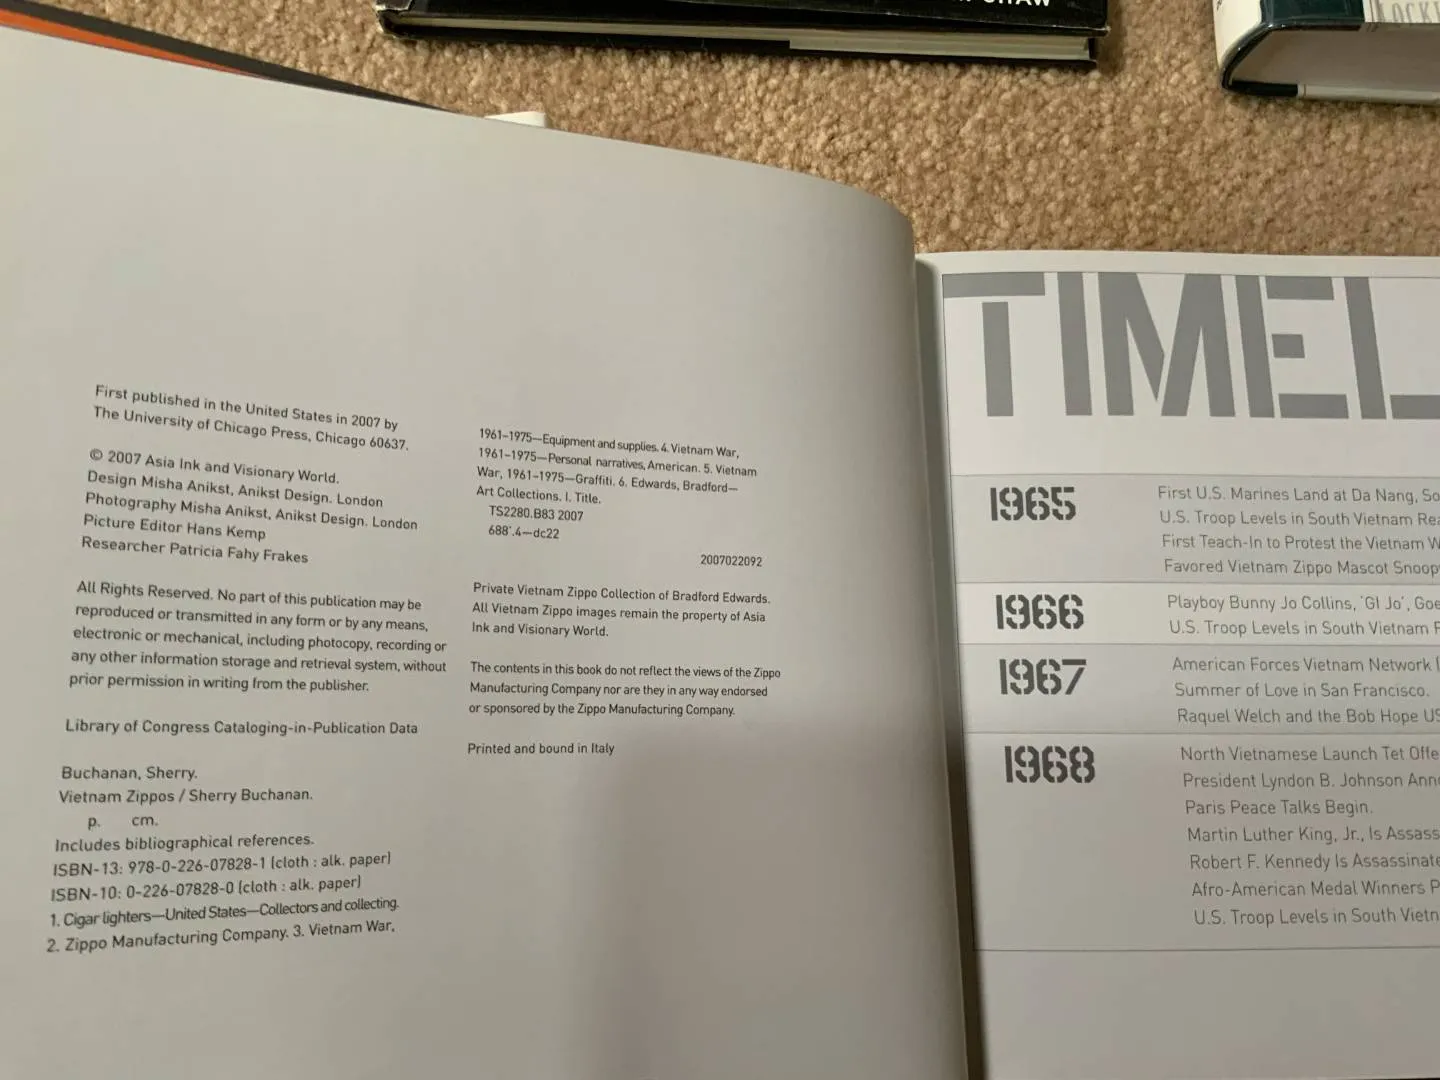 SHAW
First published in the United States in 2007 by
The University of Chicago Press, Chicago 60637.
© 2007 Asia Ink and Visionary World.
Design Misha Anikst, Anikst Design. London
Photography Misha Anikst, Anikst Design. London
Picture Editor Hans Kemp
Researcher Patricia Fahy Frakes
All Rights Reserved. No part of this publication may be
reproduced or transmitted in any form or by any means,
electronic or mechanical, including photocopy, recording or
any other information storage and retrieval system, without
prior permission in writing from the publisher.
Library of Congress Cataloging-in-Publication Data
Buchanan, Sherry.
Vietnam Zippos / Sherry Buchanan.
p. cm.
Includes bibliographical references.
ISBN-13: 978-0-226-07828-1 (cloth : alk. paper)
ISBN-10: 0-226-07828-0 (cloth : alk. paper)
1. Cigar lighters—United States—Collectors and collecting.
2. Zippo Manufacturing Company. 3. Vietnam War,
1961–1975—Equipment and supplies. 4. Vietnam War,
1961–1975—Personal narratives, American. 5. Vietnam
War, 1961–1975—Graffiti. 6. Edwards, Bradford—
Art Collections. I. Title.
TS2280.B83 2007
688'.4—dc22
2007022092
Private Vietnam Zippo Collection of Bradford Edwards.
All Vietnam Zippo images remain the property of Asia
Ink and Visionary World.
The contents in this book do not reflect the views of the Zippo
Manufacturing Company nor are they in any way endorsed
or sponsored by the Zippo Manufacturing Company.
Printed and bound in Italy
TIMEL
1965
First U.S. Marines Land at Da Nang, So
U.S. Troop Levels in South Vietnam Rea
First Teach-In to Protest the Vietnam W
Favored Vietnam Zippo Mascot Snoopy
1966
Playboy Bunny Jo Collins, 'GI Jo', Goe
U.S. Troop Levels in South Vietnam
1967
American Forces Vietnam Network
Summer of Love in San Francisco.
Raquel Welch and the Bob Hope US
1968
North Vietnamese Launch Tet Offe
President Lyndon B. Johnson Anno
Paris Peace Talks Begin.
Martin Luther King, Jr., Is Assass
Robert F. Kennedy Is Assassinate
Afro-American Medal Winners P
U.S. Troop Levels in South Vietn